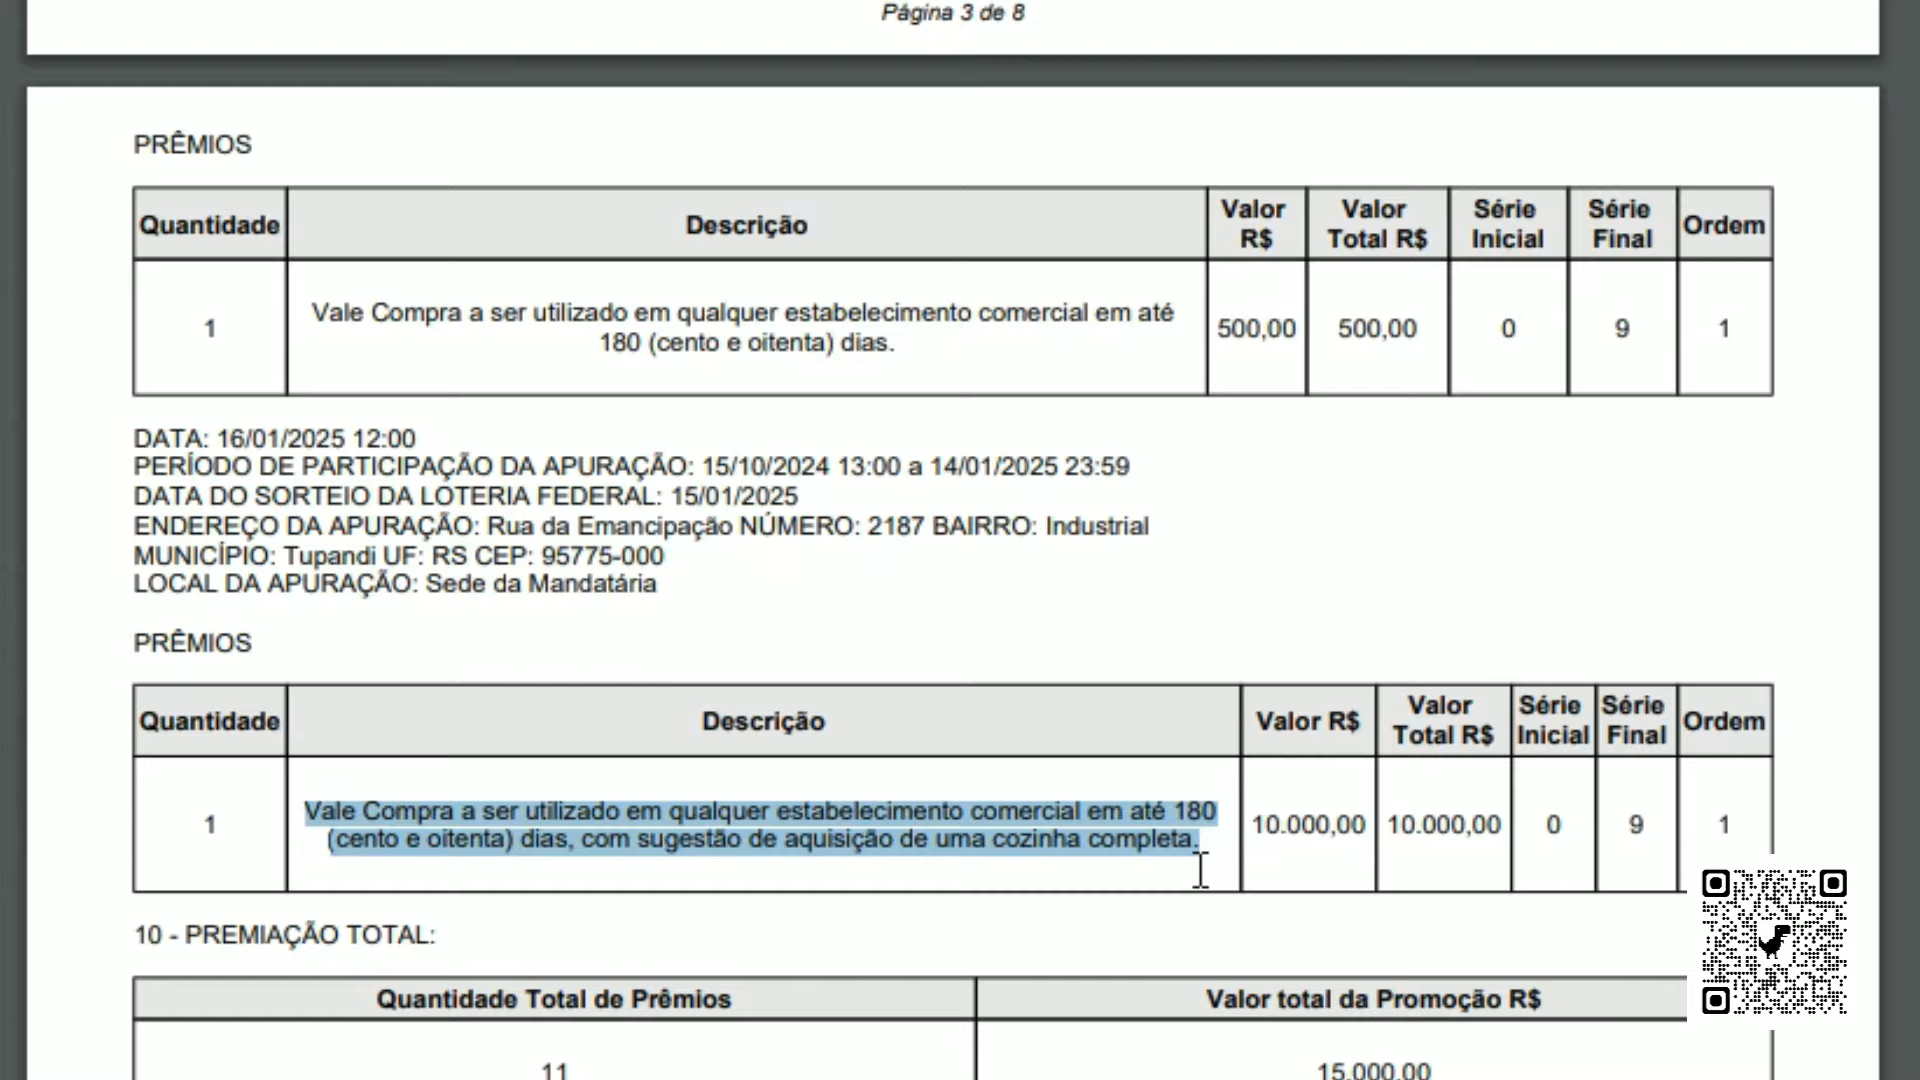 Página 3 de 8
PRÊMIOS
Quantidade Descrição Valor R$ Valor Total R$ Série Inicial Série Final Ordem
1 Vale Compra a ser utilizado em qualquer estabelecimento comercial em até
180 (cento e oitenta) dias. 500,00 500,00 0 9 1
DATA: 16/01/2025 12:00
PERÍODO DE PARTICIPAÇÃO DA APURAÇÃO: 15/10/2024 13:00 a 14/01/2025 23:59
DATA DO SORTEIO DA LOTERIA FEDERAL: 15/01/2025
ENDEREÇO DA APURAÇÃO: Rua da Emancipação NÚMERO: 2187 BAIRRO: Industrial
MUNICÍPIO: Tupandi UF: RS CEP: 95775-000
LOCAL DA APURAÇÃO: Sede da Mandatária
PRÊMIOS
Quantidade Descrição Valor R$ Valor Total R$ Série Inicial Série Final Ordem
1 Vale Compra a ser utilizado em qualquer estabelecimento comercial em até 180
(cento e oitenta) dias, com sugestão de aquisição de uma cozinha completa. 10.000,00 10.000,00 0 9 1
10 - PREMIAÇÃO TOTAL:
Quantidade Total de Prêmios Valor total da Promoção R$
11 15.000,00